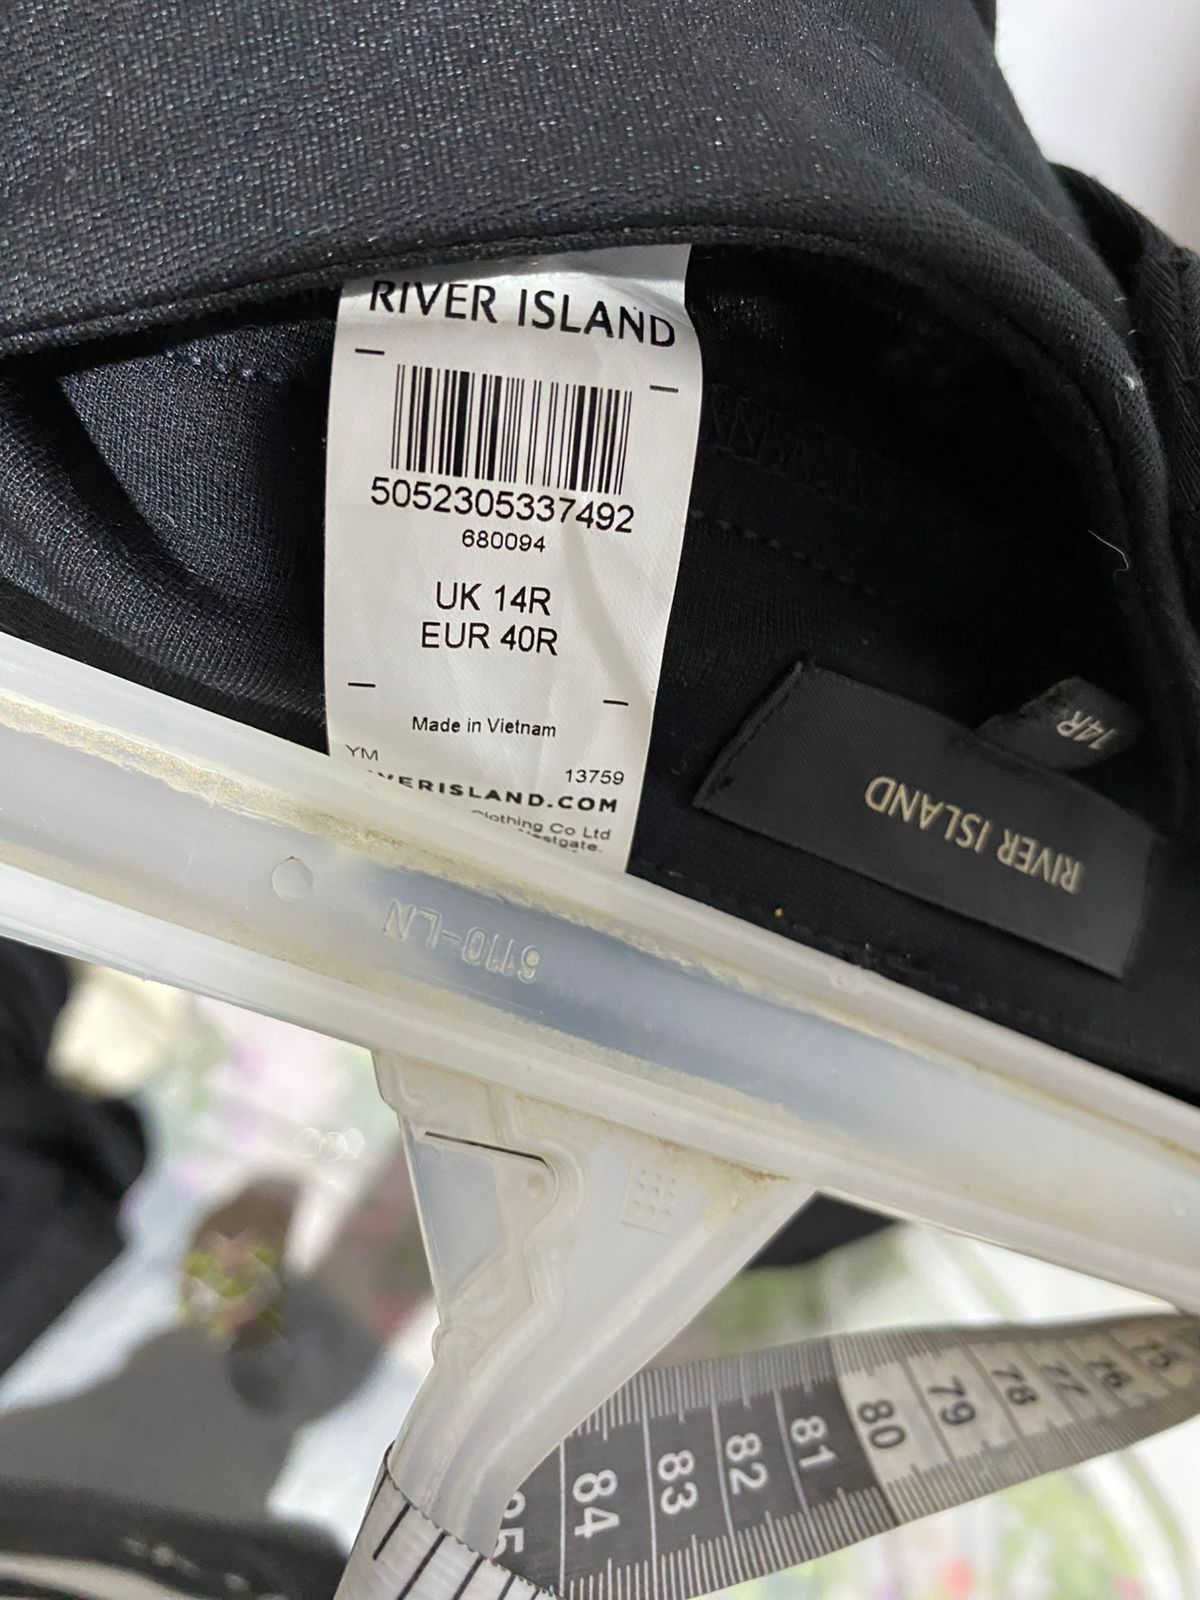 RIVER ISLAND
5052305337492
680094
UK 14R
EUR 40R
Made in Vietnam
YM
13759
ERISLAND.COM
Clothing Co Ltd
14R
RIVER ISLAND
6110-LN
84
83
82
81
80
79
78
77
76
75